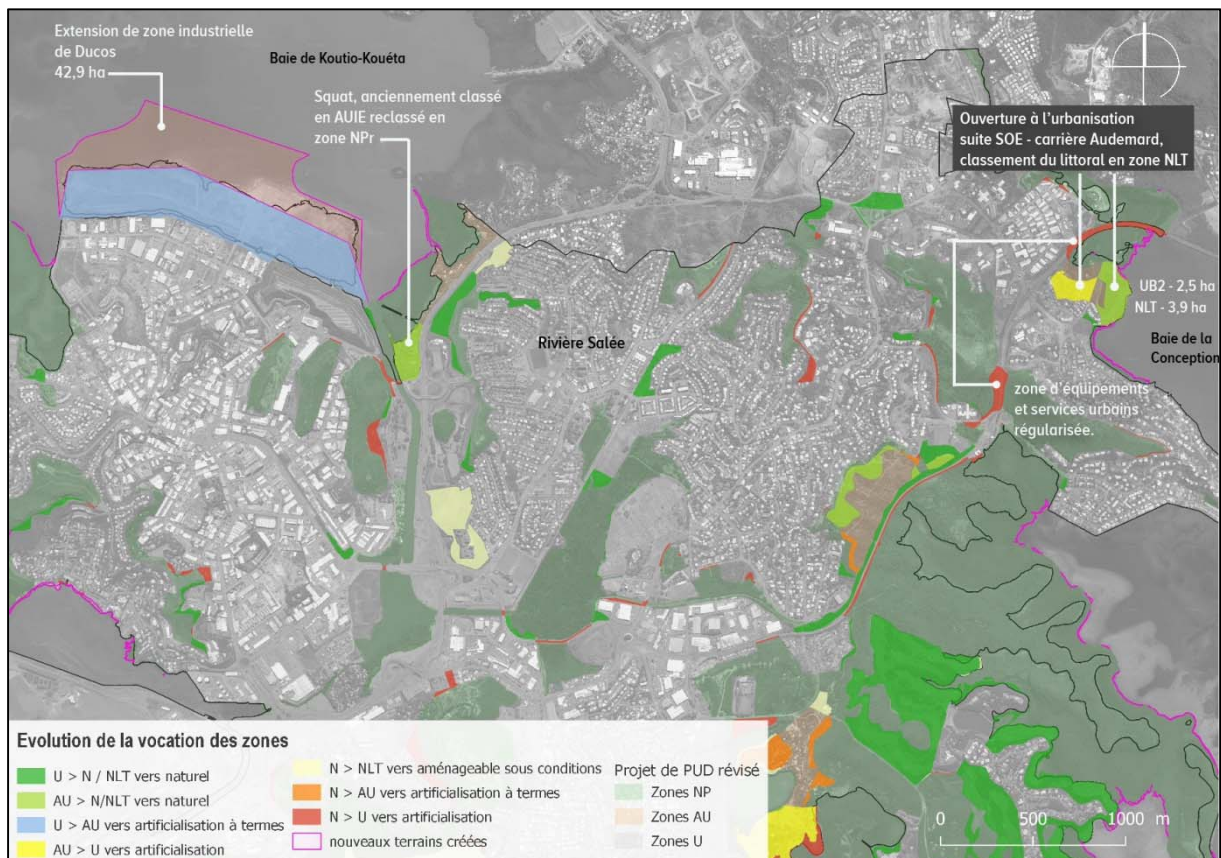 Extension de zone industrielle
de Ducos
42,9 ha
Baie de Koutio-Kouéta
Squat, anciennement classé
en AUIE reclassé en
zone NPr
Ouverture à l'urbanisation
suite SOE - carrière Audemard,
classement du littoral en zone NLT
UB2 - 2,5 ha
NLT - 3,9 ha
Baie de la
Conception
Rivière Salée
zone d'équipements
et services urbains
régularisée.
Evolution de la vocation des zones
U > N / NLT vers naturel
AU > N/NLT vers naturel
U > AU vers artificialisation à termes
AU > U vers artificialisation
N > NLT vers aménageable sous conditions
N > AU vers artificialisation à termes
N > U vers artificialisation
nouveaux terrains créées
Projet de PUD révisé
Zones NP
Zones AU
Zones U
0 500 1000 m